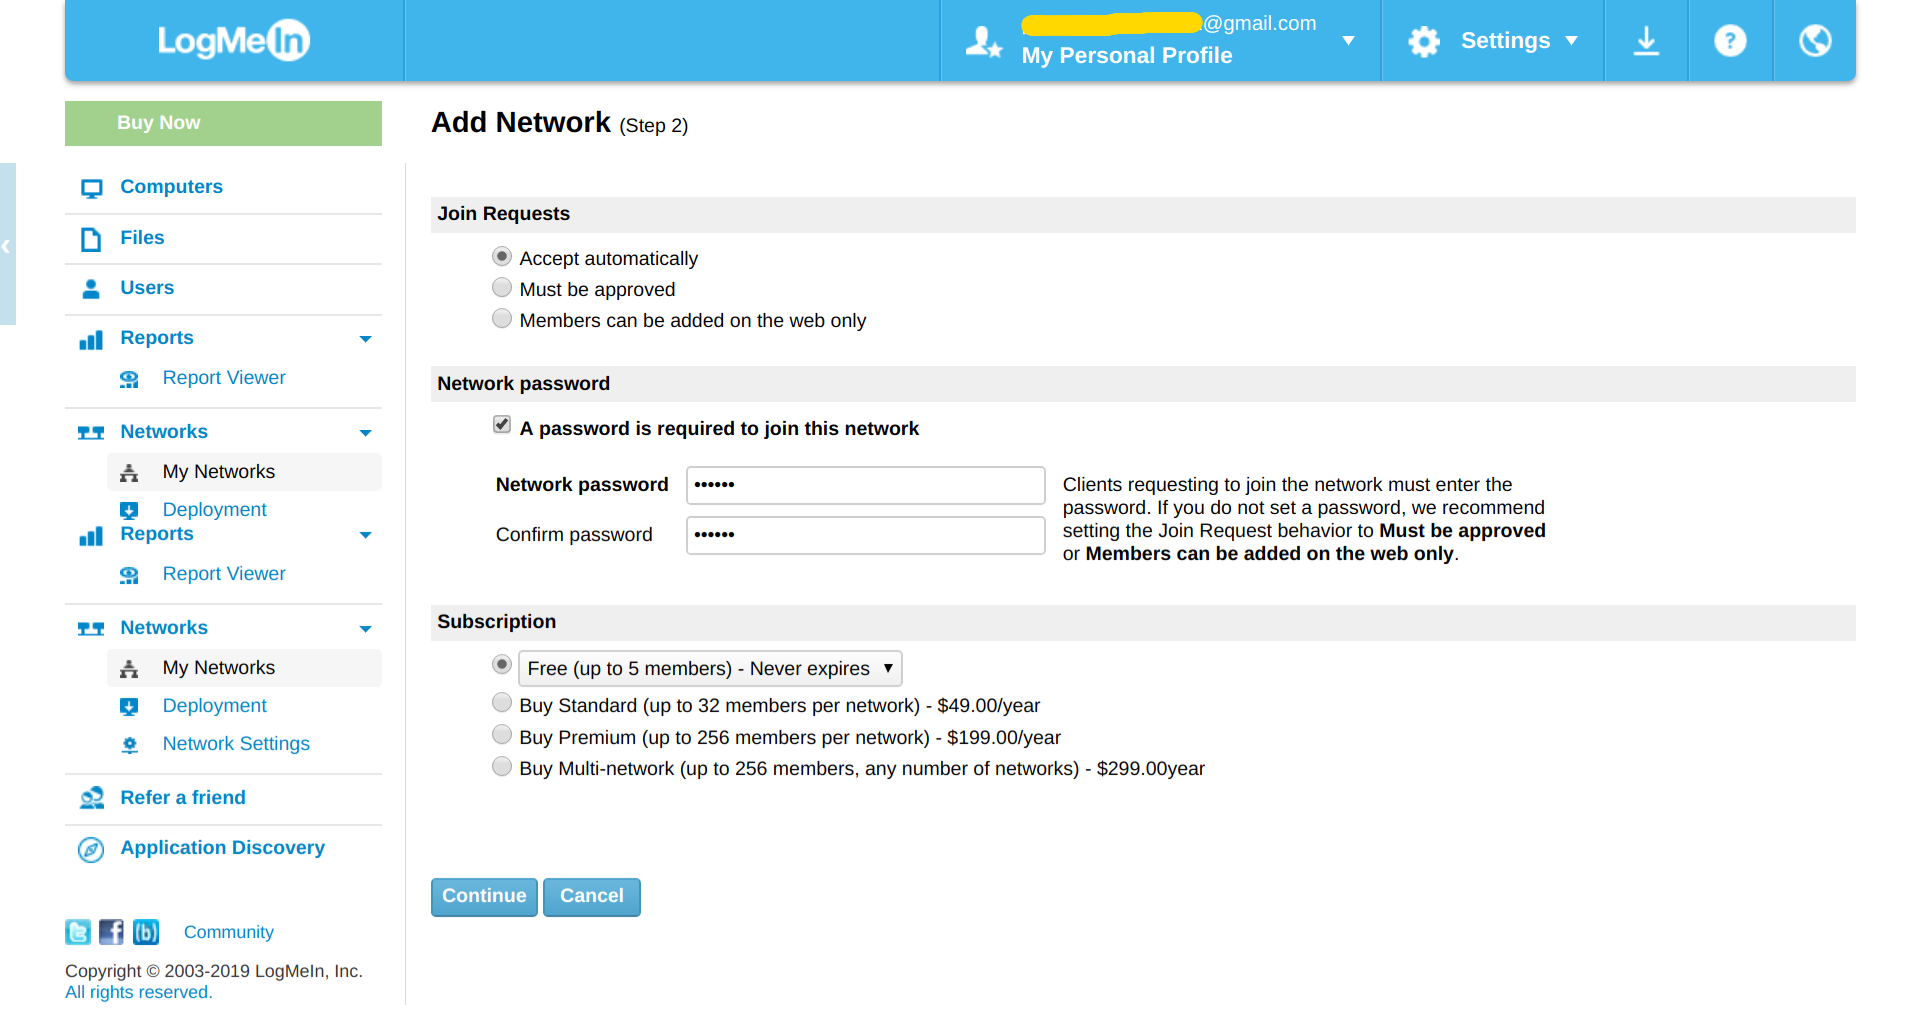 LogMeIn
@gmail.com
My Personal Profile
Settings
?
Buy Now
Computers
Files
Users
Reports
Report Viewer
Networks
My Networks
Deployment
Reports
Report Viewer
Networks
My Networks
Deployment
Network Settings
Refer a friend
Application Discovery
Community
Copyright © 2003-2019 LogMeIn, Inc.
All rights reserved.
Add Network (Step 2)
Join Requests
Accept automatically
Must be approved
Members can be added on the web only
Network password
A password is required to join this network
Network password ••••••
Confirm password ••••••
Clients requesting to join the network must enter the
password. If you do not set a password, we recommend
setting the Join Request behavior to Must be approved
or Members can be added on the web only.
Subscription
Free (up to 5 members) - Never expires
Buy Standard (up to 32 members per network) - $49.00/year
Buy Premium (up to 256 members per network) - $199.00/year
Buy Multi-network (up to 256 members, any number of networks) - $299.00year
Continue Cancel